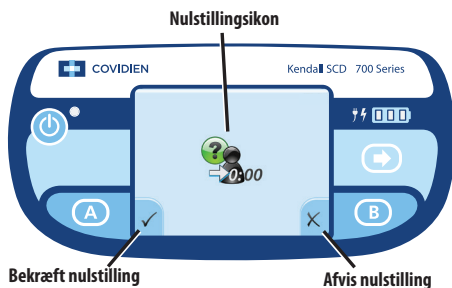 Nulstillingsikon
COVIDIEN
Kendall SCD 700 Series
0:00
A
B
Bekræft nulstilling
Afvis nulstilling